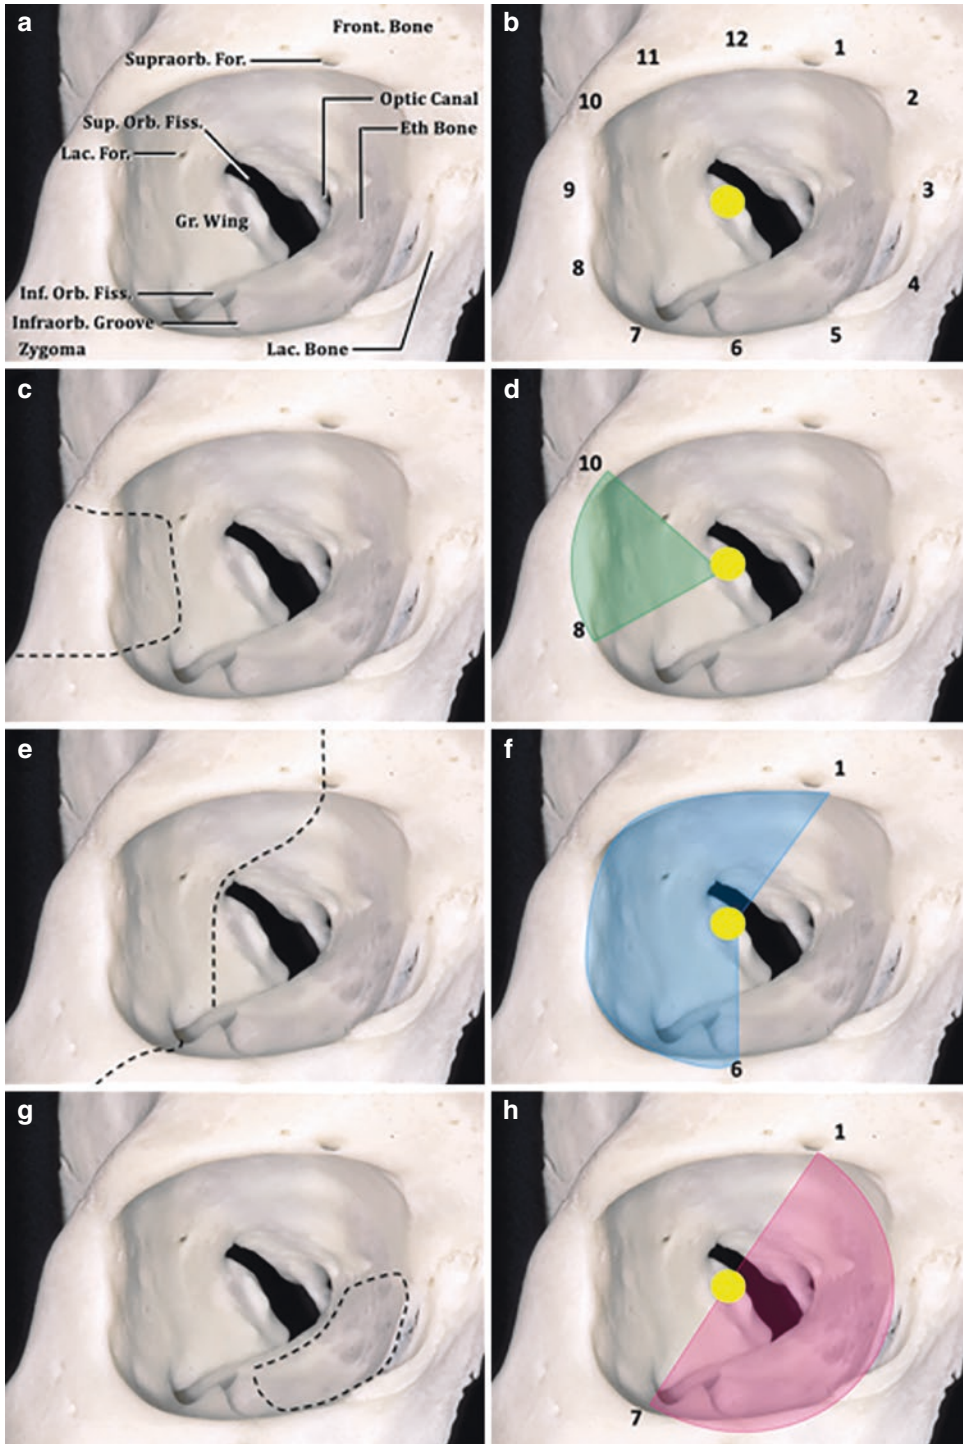 a
Front. Bone
Supraorb. For.
Optic Canal
Sup. Orb. Fiss.
Eth Bone
Lac. For.
Gr. Wing
Inf. Orb. Fiss.
Infraorb. Groove
Zygoma
Lac. Bone
b
12
1
11
2
10
9
3
8
4
7
5
6
c
d
10
8
e
f
1
6
g
h
1
7